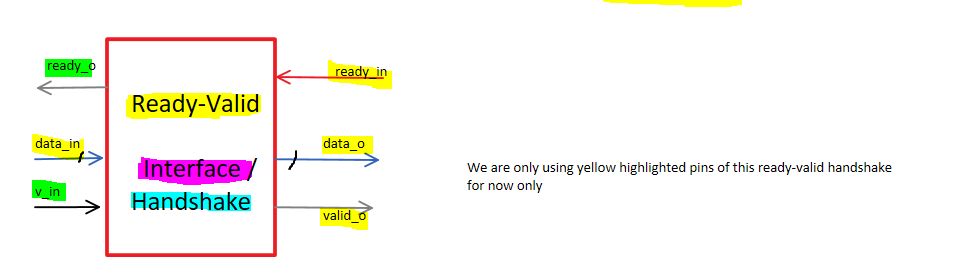 ready_o
ready_in
Ready-Valid
data_in
data_o
Interface /
v_in
Handshake
valid_o
We are only using yellow highlighted pins of this ready-valid handshake
for now only